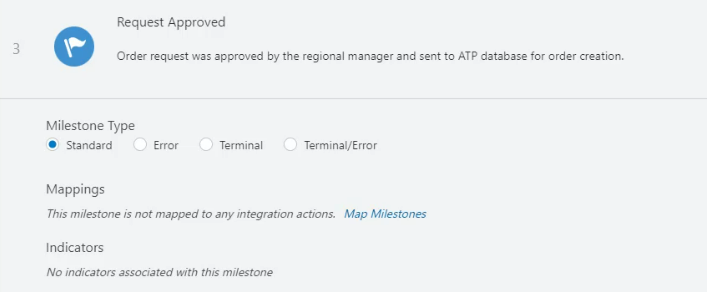 Request Approved
3
Order request was approved by the regional manager and sent to ATP database for order creation.
Milestone Type
Standard Error Terminal Terminal/Error
Mappings
This milestone is not mapped to any integration actions. Map Milestones
Indicators
No indicators associated with this milestone